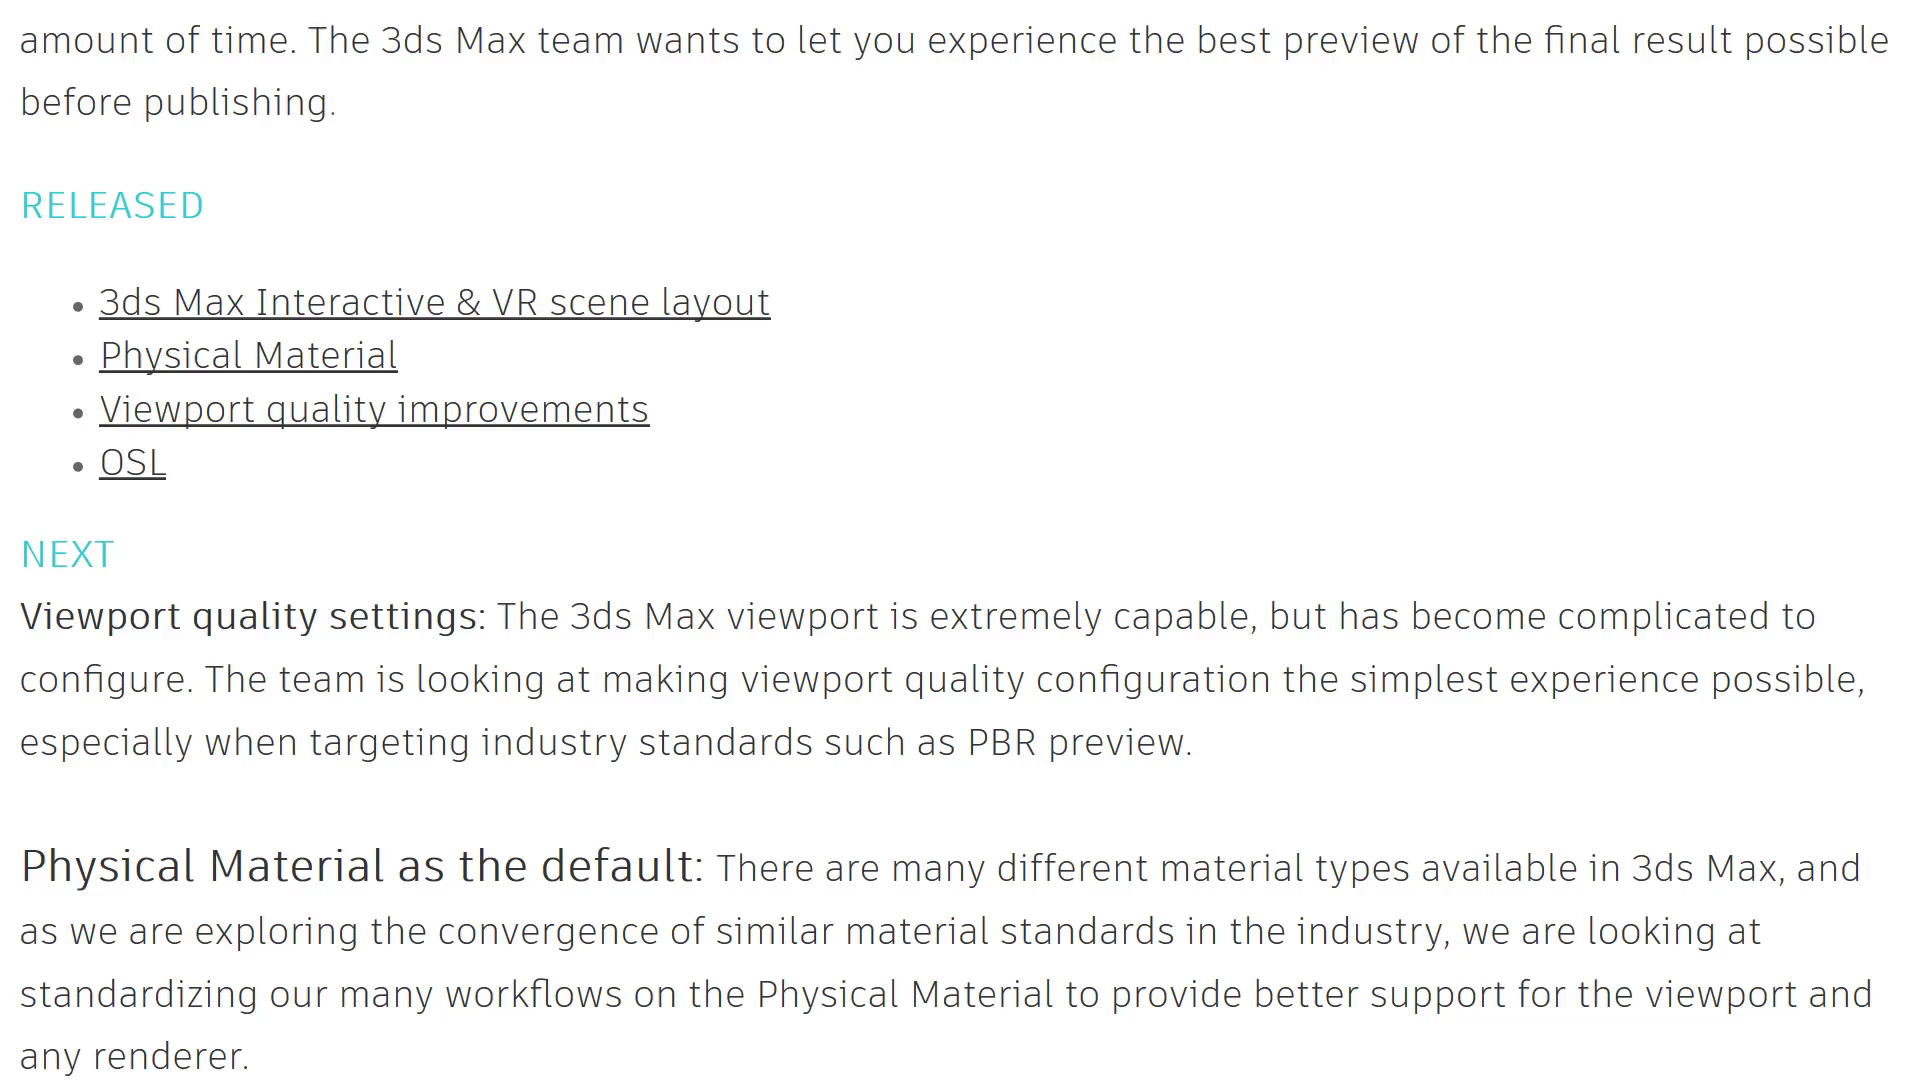 amount of time. The 3ds Max team wants to let you experience the best preview of the final result possible
before publishing.
RELEASED
• 3ds Max Interactive & VR scene layout
• Physical Material
• Viewport quality improvements
• OSL
NEXT
Viewport quality settings: The 3ds Max viewport is extremely capable, but has become complicated to
configure. The team is looking at making viewport quality configuration the simplest experience possible,
especially when targeting industry standards such as PBR preview.
Physical Material as the default: There are many different material types available in 3ds Max, and
as we are exploring the convergence of similar material standards in the industry, we are looking at
standardizing our many workflows on the Physical Material to provide better support for the viewport and
any renderer.